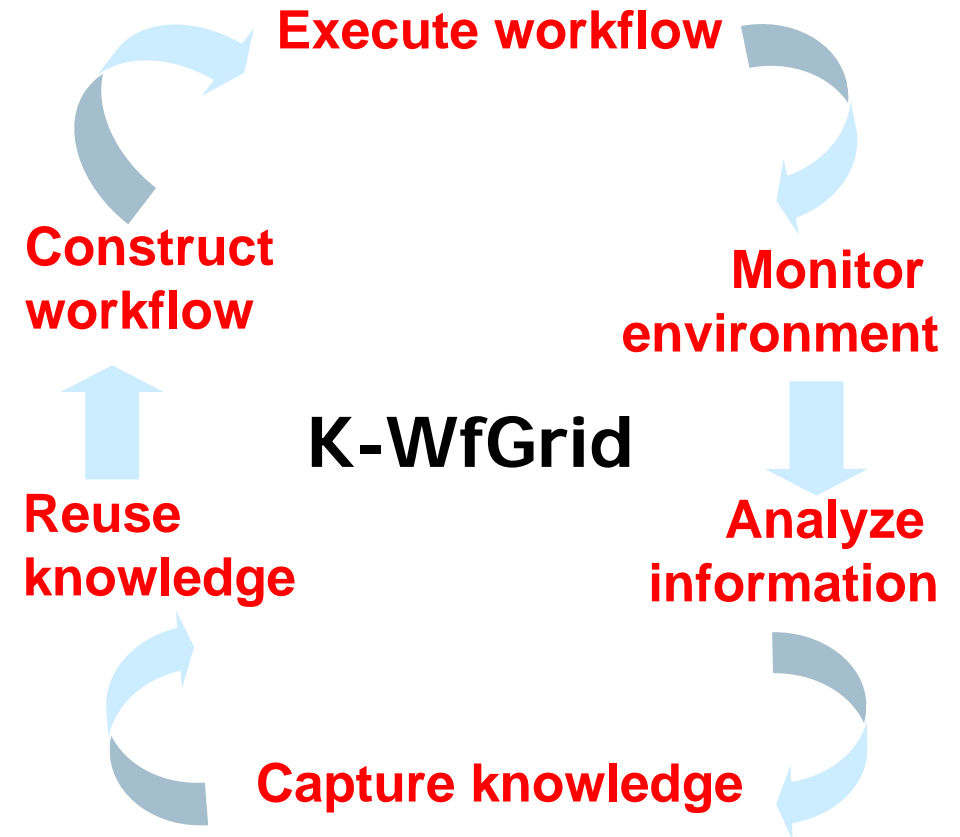 Execute workflow
Construct
workflow
Monitor
environment
K-WfGrid
Reuse
knowledge
Analyze
information
Capture knowledge